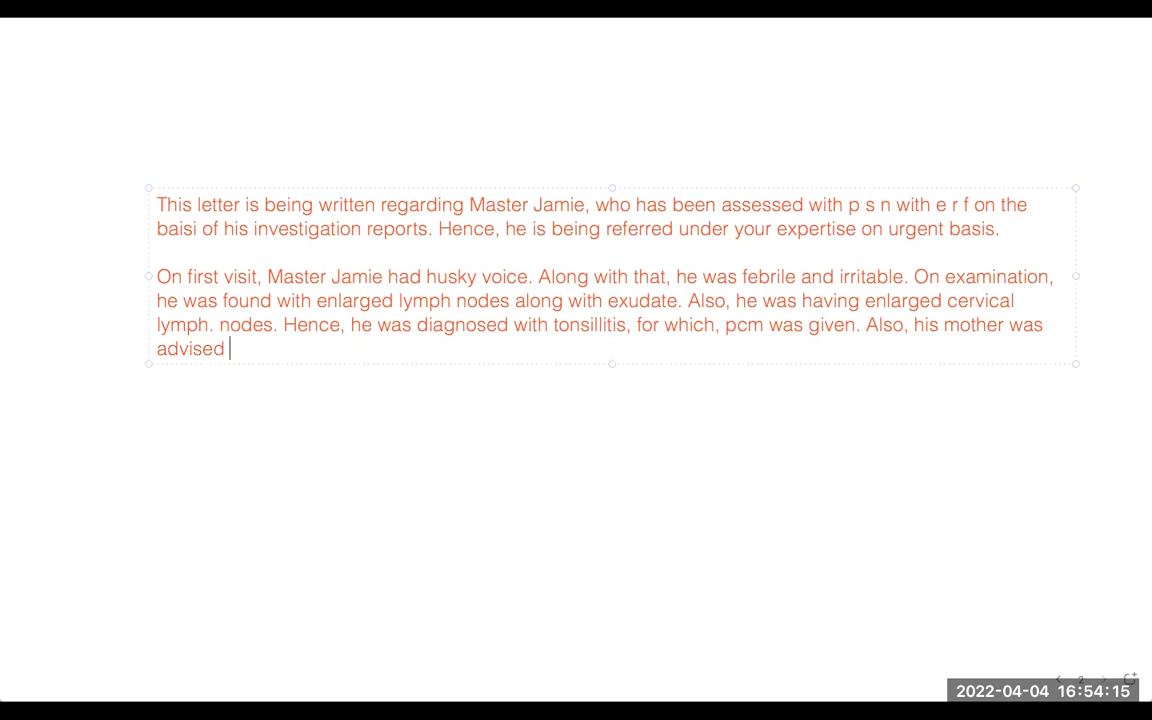 This letter is being written regarding Master Jamie, who has been assessed with p s n with e r f on the
baisi of his investigation reports. Hence, he is being referred under your expertise on urgent basis.
On first visit, Master Jamie had husky voice. Along with that, he was febrile and irritable. On examination,
he was found with enlarged lymph nodes along with exudate. Also, he was having enlarged cervical
lymph. nodes. Hence, he was diagnosed with tonsillitis, for which, pcm was given. Also, his mother was
advised
2
2022-04-04 16:54:15